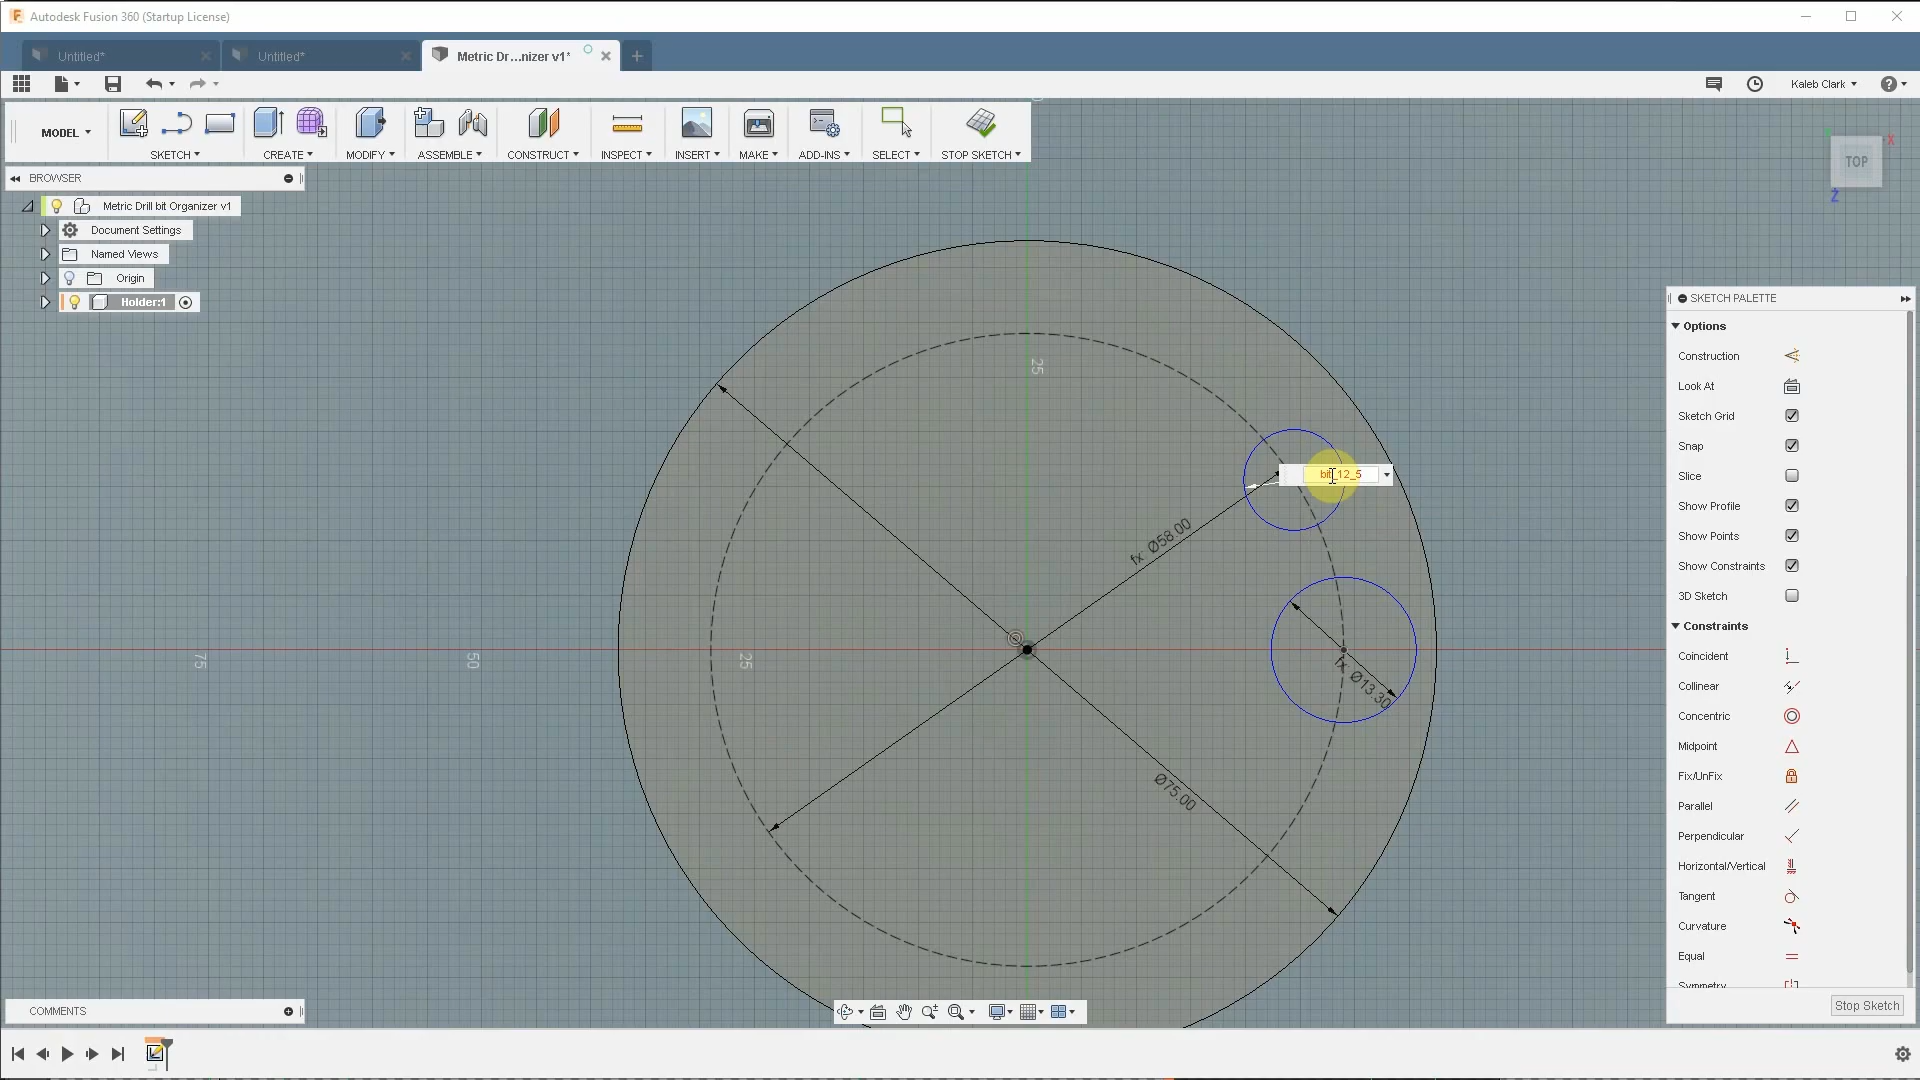 Autodesk Fusion 360 (Startup License)
Untitled*
Untitled*
Metric Dr...nizer v1*
Kaleb Clark
MODEL
SKETCH
CREATE
MODIFY
ASSEMBLE
CONSTRUCT
INSPECT
INSERT
MAKE
ADD-INS
SELECT
STOP SKETCH
TOP
X
Z
BROWSER
Metric Drill bit Organizer v1
Document Settings
Named Views
Origin
Holder:1
25
bit_12_5
fx: Ø58.00
75
50
25
fx: Ø13.30
Ø75.00
SKETCH PALETTE
Options
Construction
Look At
Sketch Grid
Snap
Slice
Show Profile
Show Points
Show Constraints
3D Sketch
Constraints
Coincident
Collinear
Concentric
Midpoint
Fix/UnFix
Parallel
Perpendicular
Horizontal/Vertical
Tangent
Curvature
Equal
Symmetry
Stop Sketch
COMMENTS